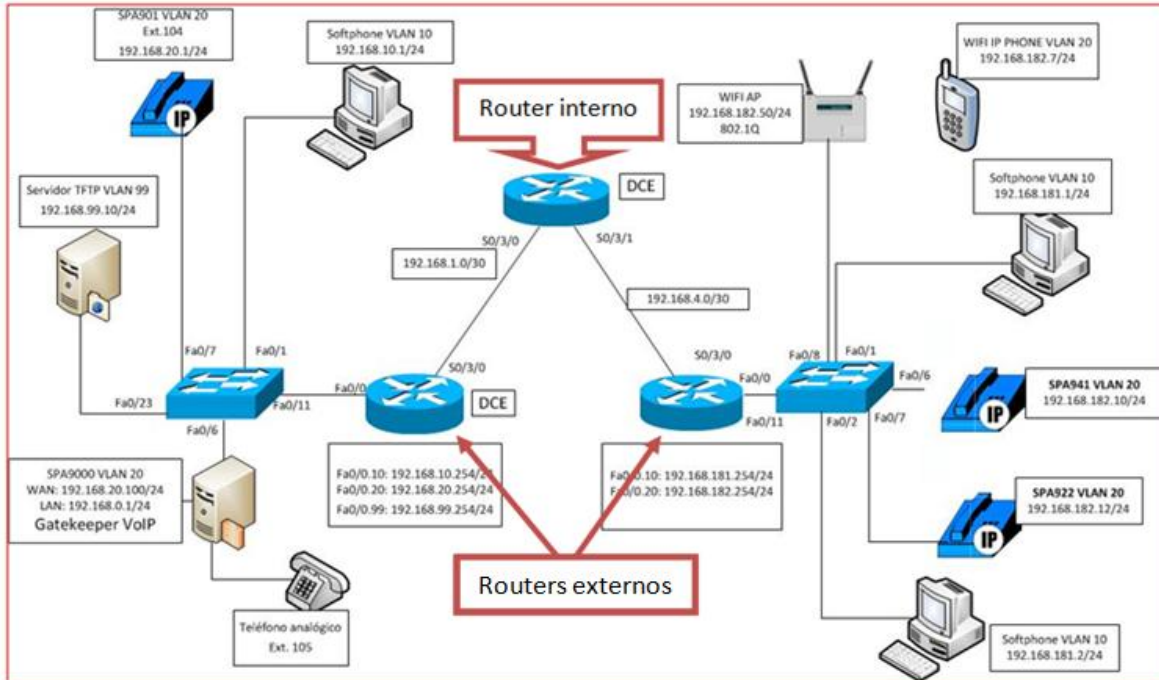 SPA901 VLAN 20
Ext.104
192.168.20.1/24
Softphone VLAN 10
192.168.10.1/24
IP
Router interno
WIFI AP
192.168.182.50/24
802.1Q
WIFI IP PHONE VLAN 20
192.168.182.7/24
DCE
Servidor TFTP VLAN 99
192.168.99.10/24
Softphone VLAN 10
192.168.181.1/24
S0/3/0
S0/3/1
192.168.1.0/30
192.168.4.0/30
Fa0/7
Fa0/1
S0/3/0
Fa0/23
Fa0/11
Fa0/0
DCE
Fa0/6
S0/3/0
Fa0/0
Fa0/11
Fa0/8
Fa0/1
Fa0/6
Fa0/2
Fa0/7
IP
SPA941 VLAN 20
192.168.182.10/24
SPA9000 VLAN 20
WAN: 192.168.20.100/24
LAN: 192.168.0.1/24
Gatekeeper VoIP
Fa0/0.10: 192.168.10.254/24
Fa0/0.20: 192.168.20.254/24
Fa0/0.99: 192.168.99.254/24
Fa0/0.10: 192.168.181.254/24
Fa0/0.20: 192.168.182.254/24
SPA922 VLAN 20
192.168.182.12/24
IP
Routers externos
Teléfono analógico
Ext. 105
Softphone VLAN 10
192.168.181.2/24